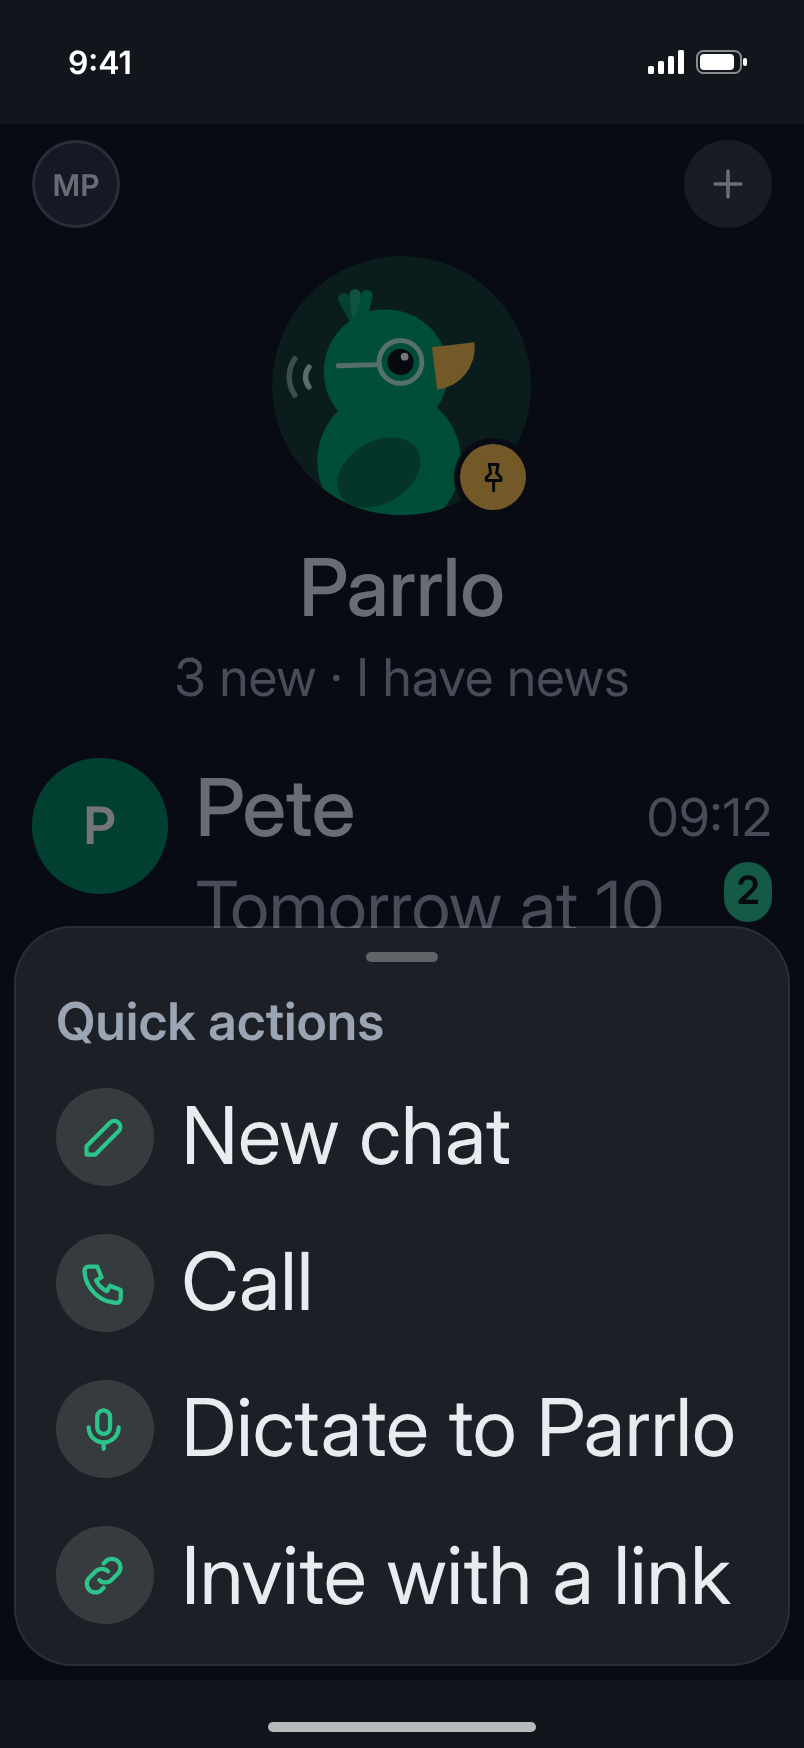 9:41
MP
Parrlo
3 new · I have news
Pete
09:12
Tomorrow at 10
2
Quick actions
New chat
Call
Dictate to Parrlo
Invite with a link
P